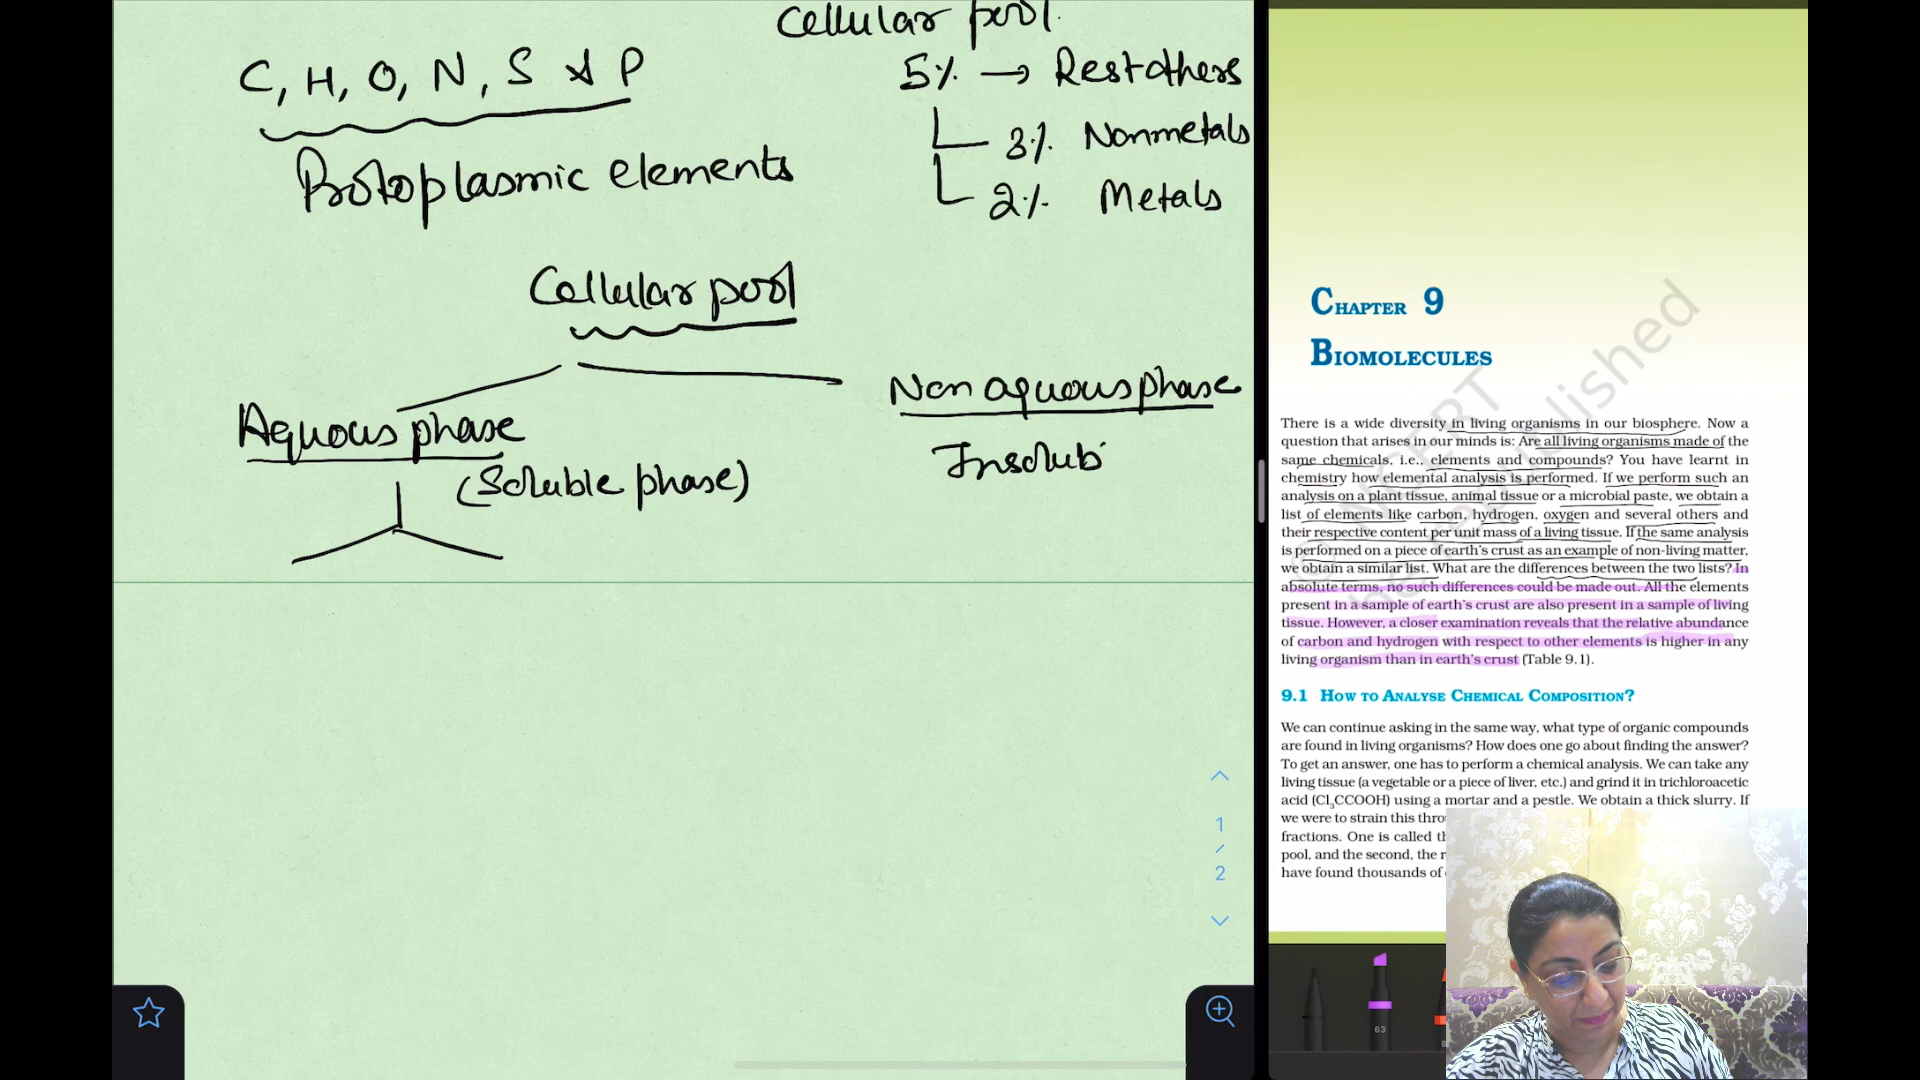 Cellular pool.
C, H, O, N, S & P
5% → Rest others
3% Nonmetals
Protoplasmic elements
2% Metals
Cellular pool
Non aquous phase
Aquous phase
Insolub
(Soluble phase)
1
/
2
CHAPTER 9
BIOMOLECULES
There is a wide diversity in living organisms in our biosphere. Now a
question that arises in our minds is: Are all living organisms made of the
same chemicals, i.e., elements and compounds? You have learnt in
chemistry how elemental analysis is performed. If we perform such an
analysis on a plant tissue, animal tissue or a microbial paste, we obtain a
list of elements like carbon, hydrogen, oxygen and several others and
their respective content per unit mass of a living tissue. If the same analysis
is performed on a piece of earth's crust as an example of non-living matter,
we obtain a similar list. What are the differences between the two lists? In
absolute terms, no such differences could be made out. All the elements
present in a sample of earth's crust are also present in a sample of living
tissue. However, a closer examination reveals that the relative abundance
of carbon and hydrogen with respect to other elements is higher in any
living organism than in earth's crust (Table 9.1).
9.1 HOW TO ANALYSE CHEMICAL COMPOSITION?
We can continue asking in the same way, what type of organic compounds
are found in living organisms? How does one go about finding the answer?
To get an answer, one has to perform a chemical analysis. We can take any
living tissue (a vegetable or a piece of liver, etc.) and grind it in trichloroacetic
acid (Cl₃CCOOH) using a mortar and a pestle. We obtain a thick slurry. If
we were to strain this thro
fractions. One is called th
pool, and the second, the r
have found thousands of
63